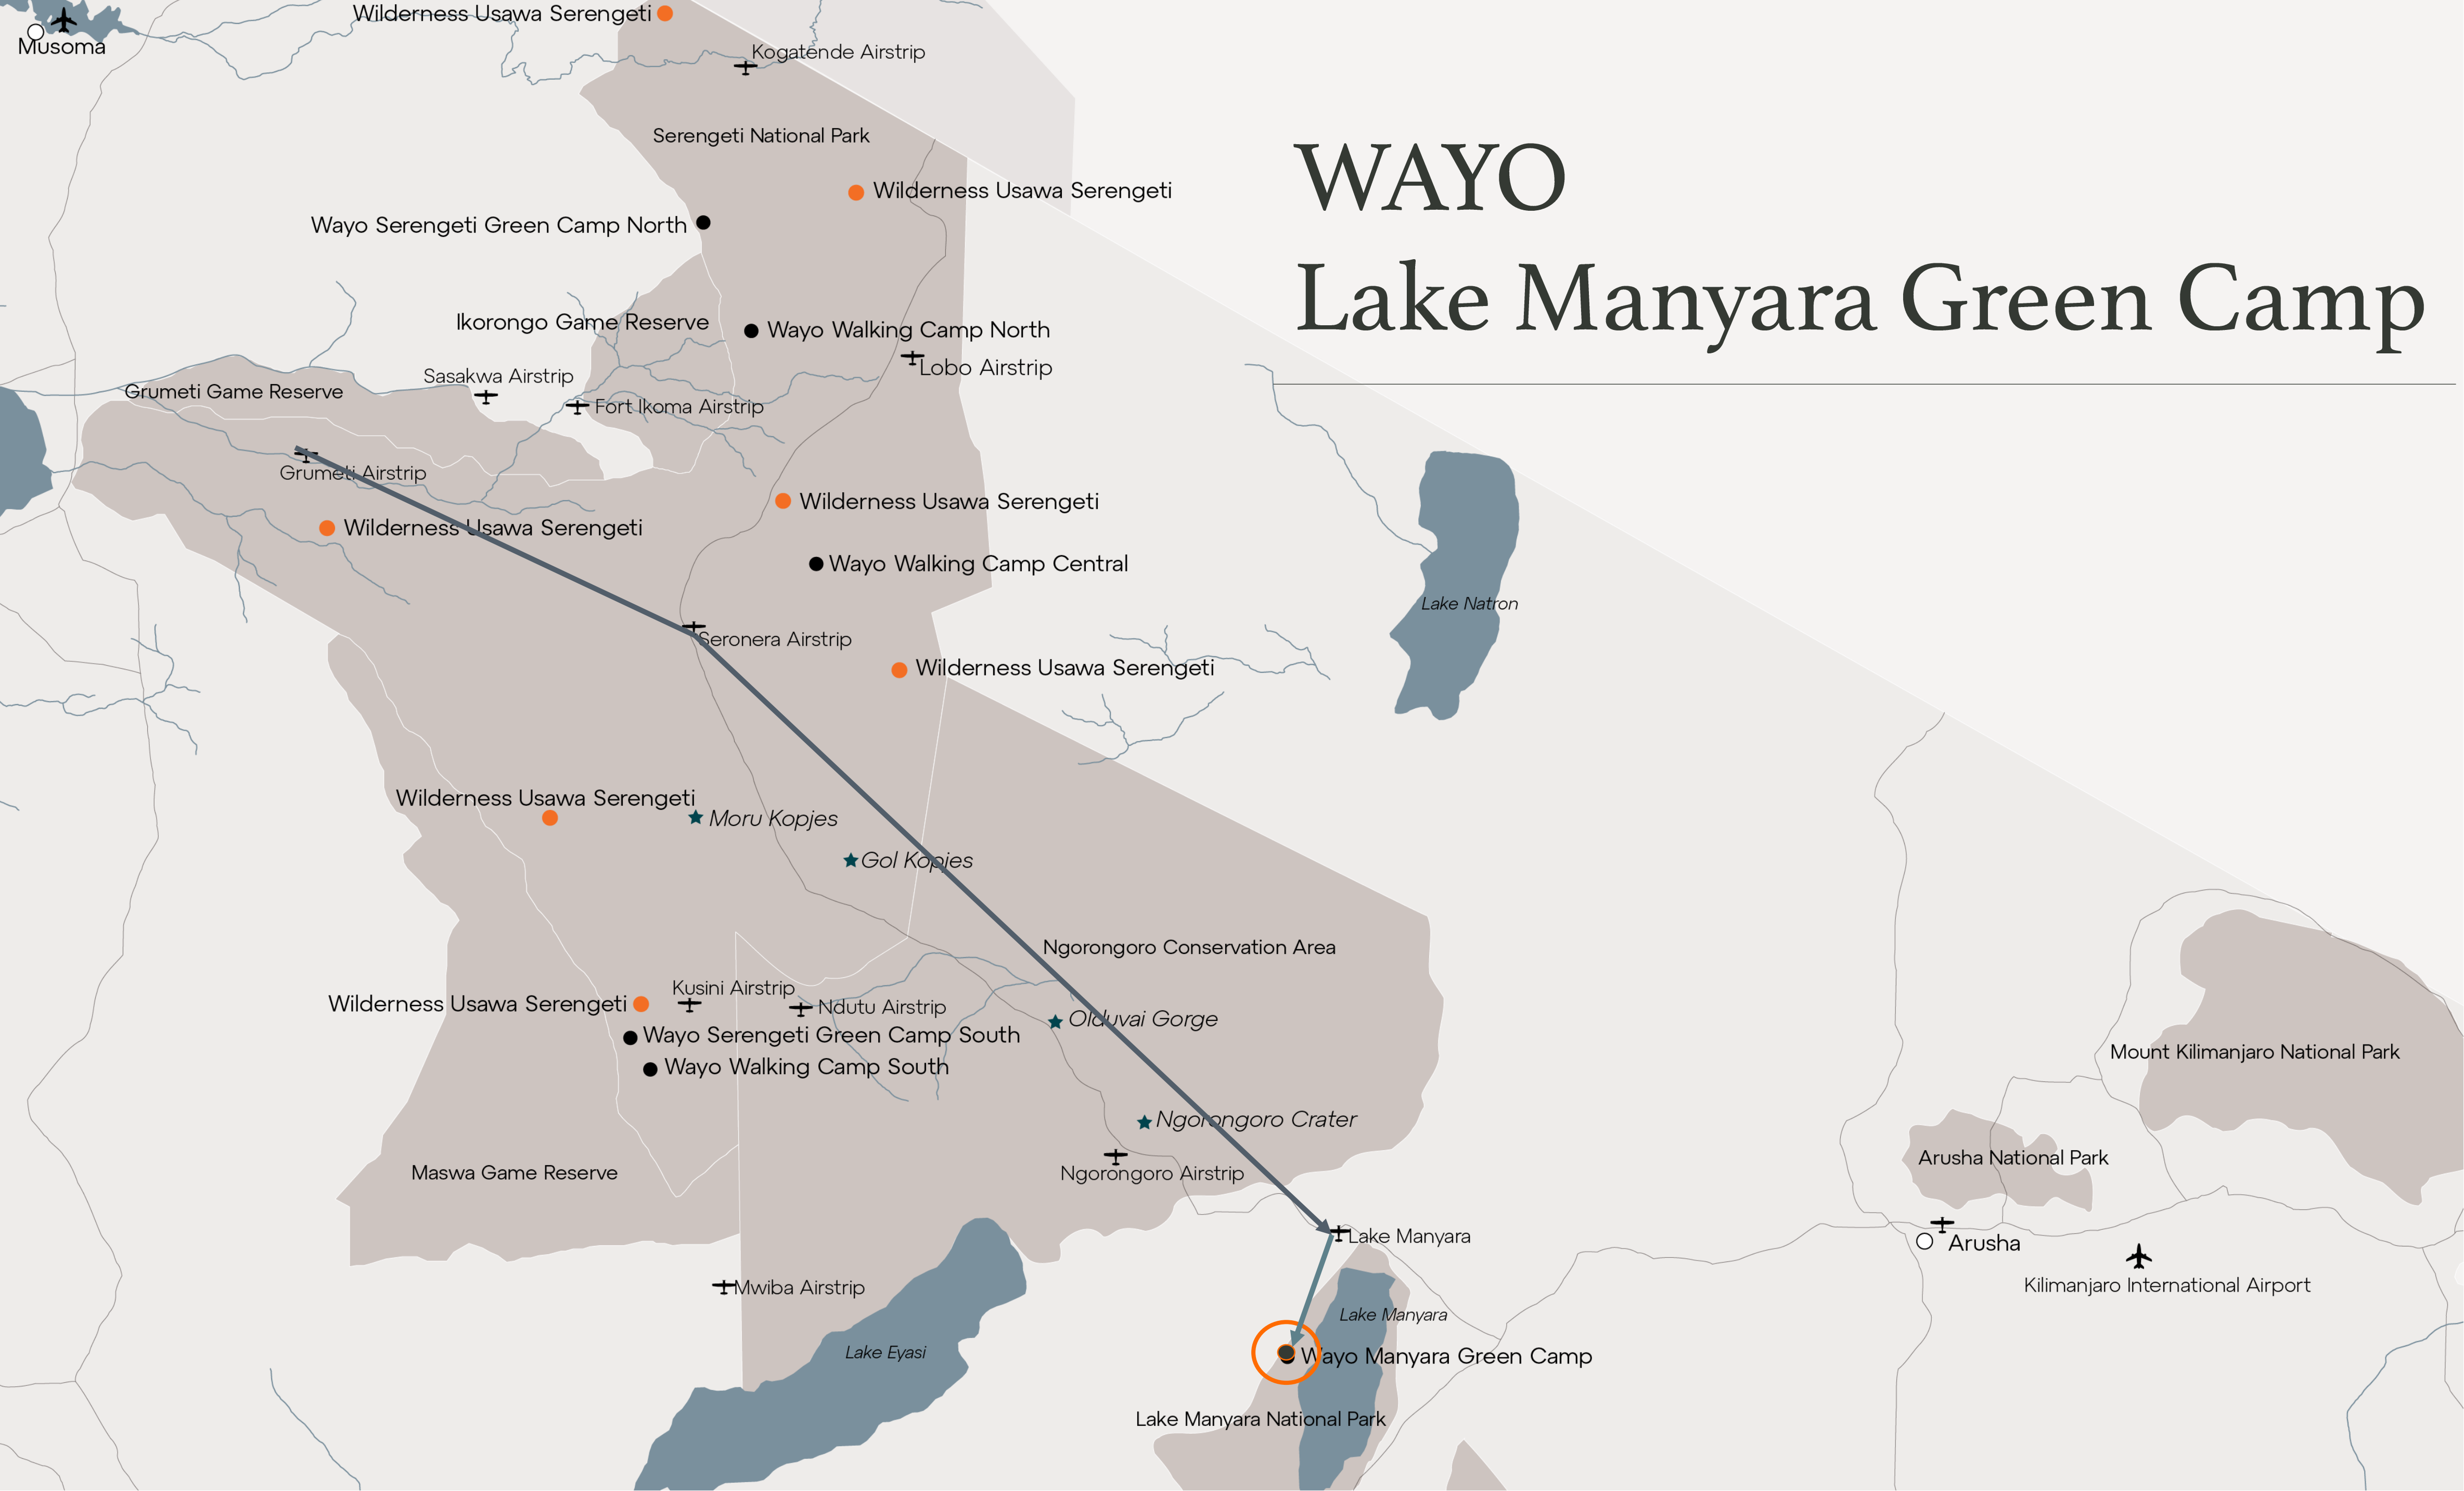 Wilderness Usawa Serengeti
Musoma
Kogatende Airstrip
Serengeti National Park
WAYO
Lake Manyara Green Camp
Wilderness Usawa Serengeti
Wayo Serengeti Green Camp North
Ikorongo Game Reserve
Wayo Walking Camp North
Lobo Airstrip
Sasakwa Airstrip
Grumeti Game Reserve
Fort Ikoma Airstrip
Grumeti Airstrip
Wilderness Usawa Serengeti
Wilderness Usawa Serengeti
Wayo Walking Camp Central
Lake Natron
Seronera Airstrip
Wilderness Usawa Serengeti
Wilderness Usawa Serengeti
Moru Kopjes
Gol Kopjes
Ngorongoro Conservation Area
Kusini Airstrip
Wilderness Usawa Serengeti
Ndutu Airstrip
Olduvai Gorge
Wayo Serengeti Green Camp South
Mount Kilimanjaro National Park
Wayo Walking Camp South
Ngorongoro Crater
Arusha National Park
Maswa Game Reserve
Ngorongoro Airstrip
Lake Manyara
Arusha
Kilimanjaro International Airport
Mwiba Airstrip
Lake Manyara
Lake Eyasi
Wayo Manyara Green Camp
Lake Manyara National Park